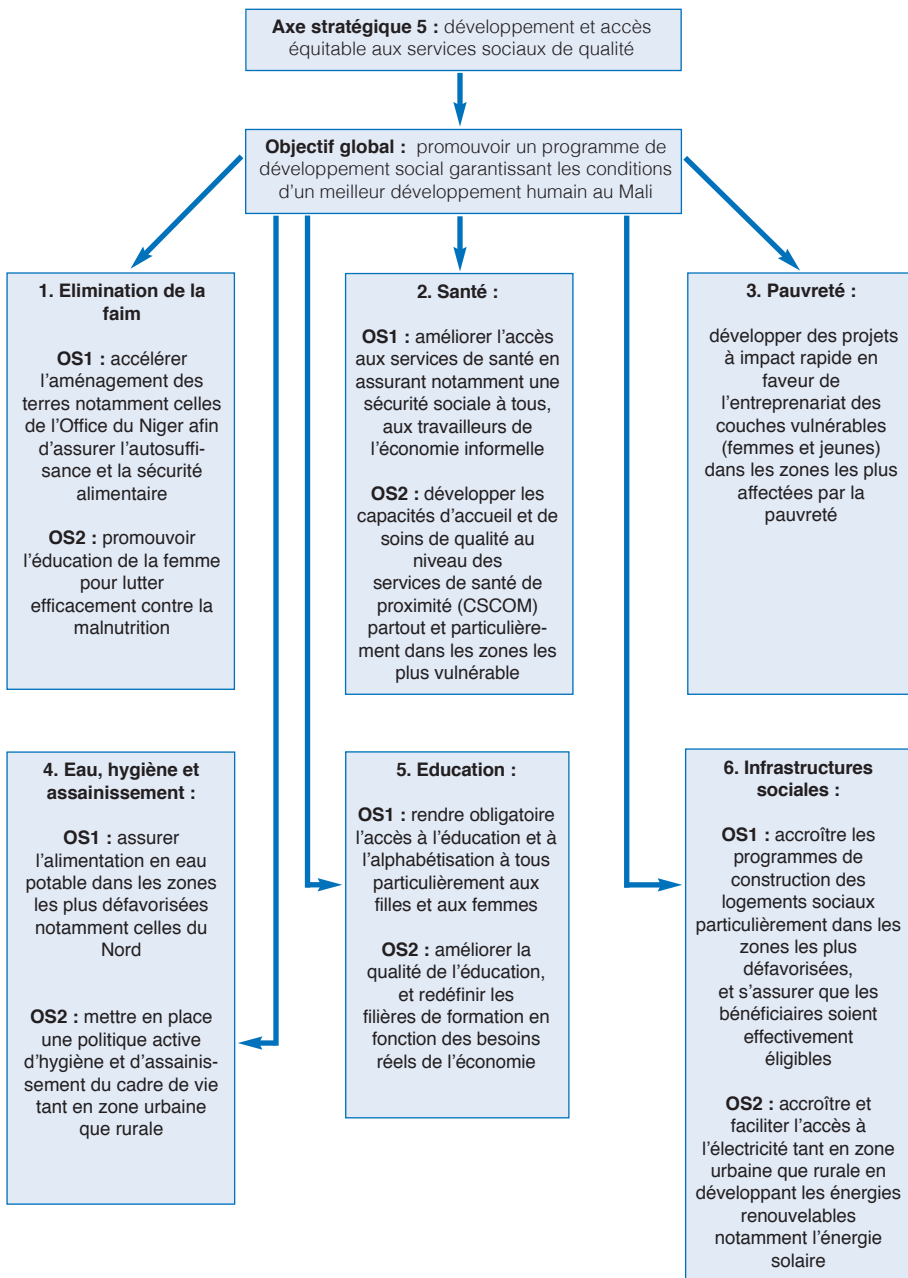 Axe stratégique 5 : développement et accès
équitable aux services sociaux de qualité
Objectif global : promouvoir un programme de
développement social garantissant les conditions
d’un meilleur développement humain au Mali
1. Elimination de la
faim
OS1 : accélérer
l’aménagement des
terres notamment celles
de l’Office du Niger afin
d’assurer l’autosuffi-
sance et la sécurité
alimentaire
OS2 : promouvoir
l’éducation de la femme
pour lutter
efficacement contre la
malnutrition
2. Santé :
OS1 : améliorer l’accès
aux services de santé en
assurant notamment une
sécurité sociale à tous,
aux travailleurs de
l’économie informelle
OS2 : développer les
capacités d’accueil et de
soins de qualité au
niveau des
services de santé de
proximité (CSCOM)
partout et particulière-
ment dans les zones les
plus vulnérable
3. Pauvreté :
développer des projets
à impact rapide en
faveur de
l’entreprenariat des
couches vulnérables
(femmes et jeunes)
dans les zones les plus
affectées par la
pauvreté
4. Eau, hygiène et
assainissement :
OS1 : assurer
l’alimentation en eau
potable dans les zones
les plus défavorisées
notamment celles du
Nord
OS2 : mettre en place
une politique active
d’hygiène et d’assainis-
sement du cadre de vie
tant en zone urbaine
que rurale
5. Education :
OS1 : rendre obligatoire
l’accès à l’éducation et à
l’alphabétisation à tous
particulièrement aux
filles et aux femmes
OS2 : améliorer la
qualité de l’éducation,
et redéfinir les
filières de formation en
fonction des besoins
réels de l’économie
6. Infrastructures
sociales :
OS1 : accroître les
programmes de
construction des
logements sociaux
particulièrement dans les
zones les plus
défavorisées,
et s’assurer que les
bénéficiaires soient
effectivement
éligibles
OS2 : accroître et
faciliter l’accès à
l’électricité tant en zone
urbaine que rurale en
développant les énergies
renouvelables
notamment l’énergie
solaire